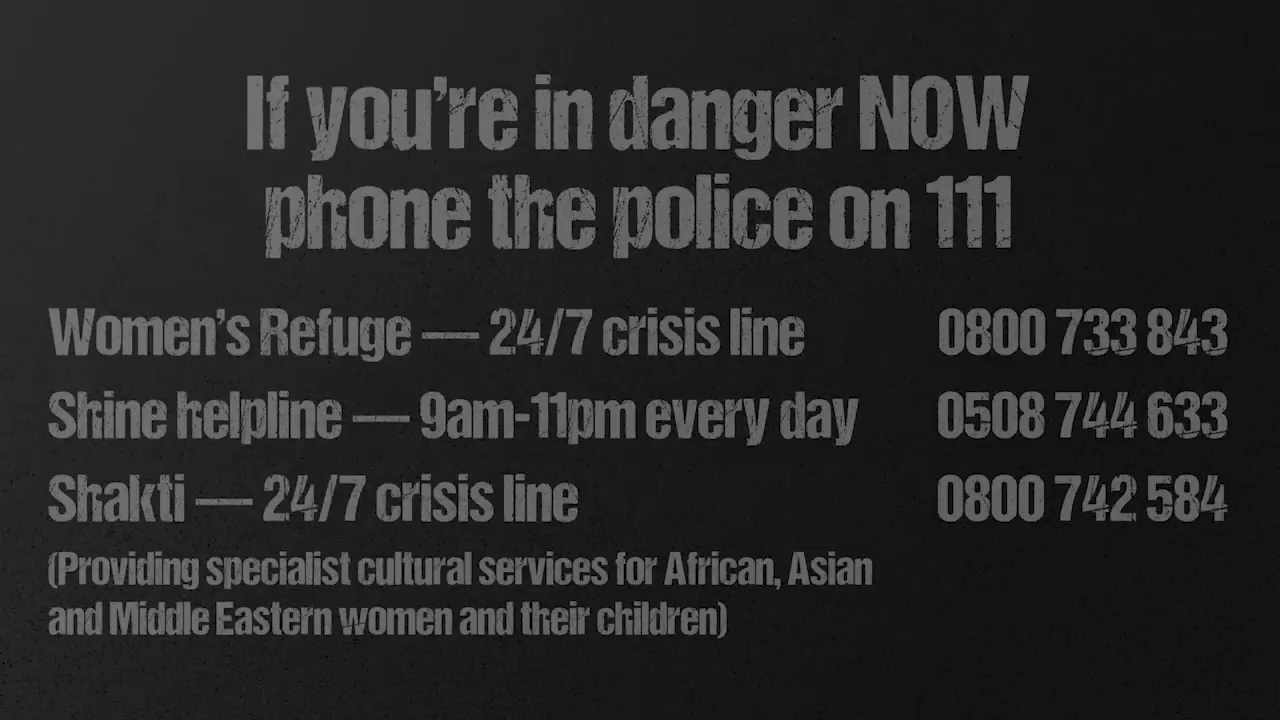 If you're in danger NOW
phone the police on 111
Women's Refuge — 24/7 crisis line 0800 733 843
Shine helpline — 9am-11pm every day 0508 744 633
Shakti — 24/7 crisis line 0800 742 584
(Providing specialist cultural services for African, Asian
and Middle Eastern women and their children)